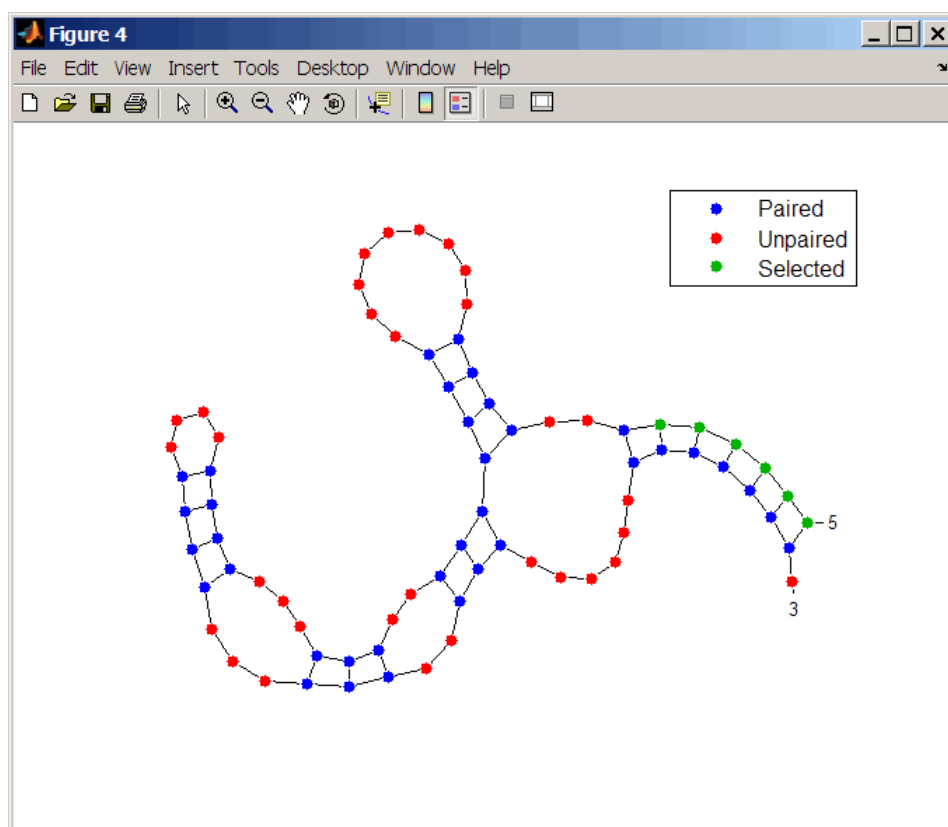 Figure 4
File Edit View Insert Tools Desktop Window Help
Paired
Unpaired
Selected
5
3